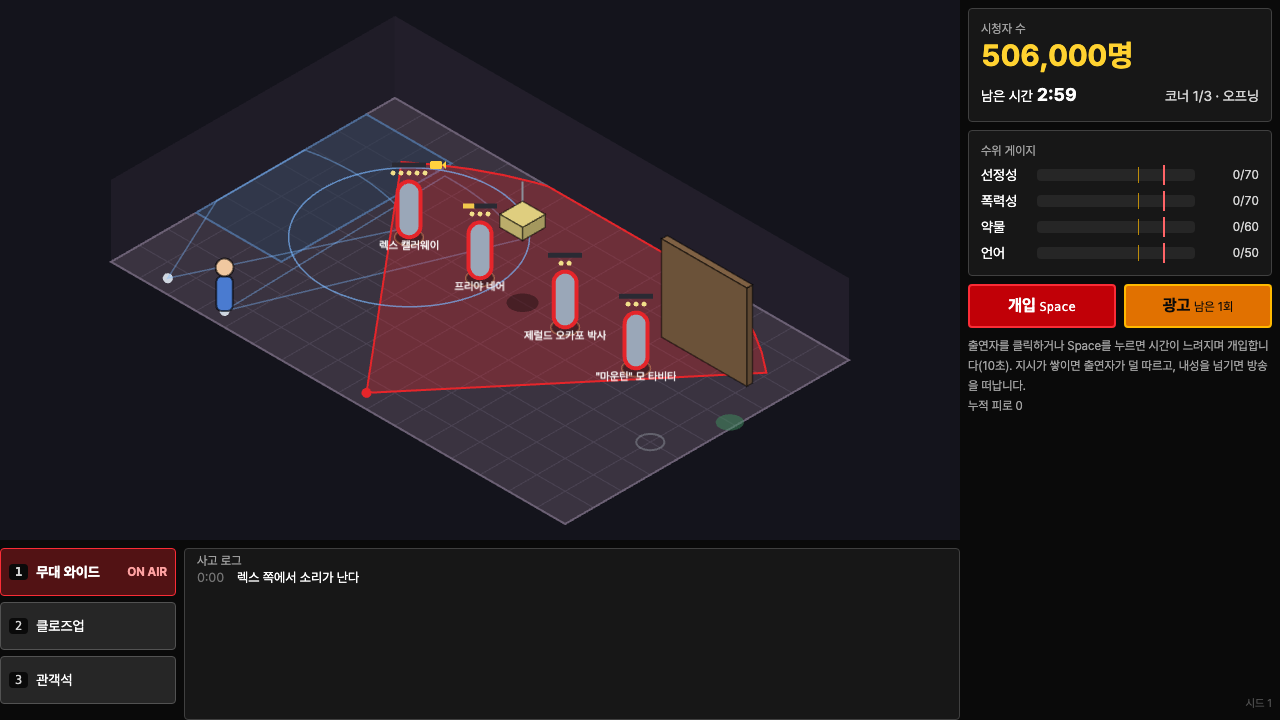 시청자 수
506,000명
남은 시간 2:59
코너 1/3 · 오프닝
수위 게이지
선정성 0/70
폭력성 0/70
약물 0/60
언어 0/50
개입 Space
광고 남은 1회
출연자를 클릭하거나 Space를 누르면 시간이 느려지며 개입합니
다(10초). 지시가 쌓이면 출연자가 덜 따르고, 내성을 넘기면 방송
을 떠납니다.
누적 피로 0
렉스 캘러웨이
프리야 네어
제럴드 오카포 박사
"마운틴" 모 타비타
1 무대 와이드 ON AIR
2 클로즈업
3 관객석
사고 로그
0:00 렉스 쪽에서 소리가 난다
시드 1